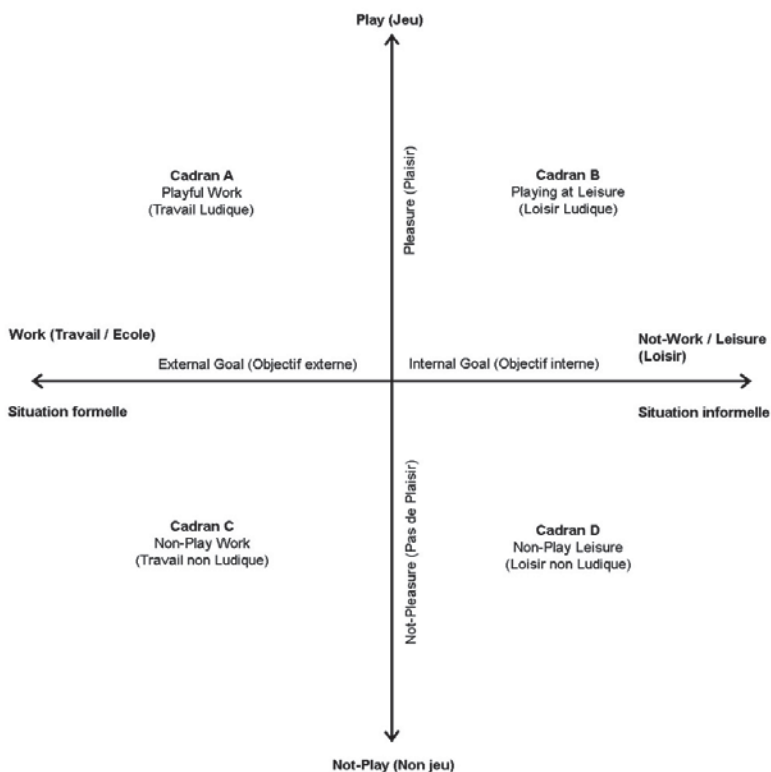 Play (Jeu)
Pleasure (Plaisir)
Cadran A
Playful Work
(Travail Ludique)
Cadran B
Playing at Leisure
(Loisir Ludique)
Work (Travail / Ecole)
Not-Work / Leisure
(Loisir)
External Goal (Objectif externe)
Internal Goal (Objectif interne)
Situation formelle
Situation informelle
Not-Pleasure (Pas de Plaisir)
Cadran C
Non-Play Work
(Travail non Ludique)
Cadran D
Non-Play Leisure
(Loisir non Ludique)
Not-Play (Non jeu)